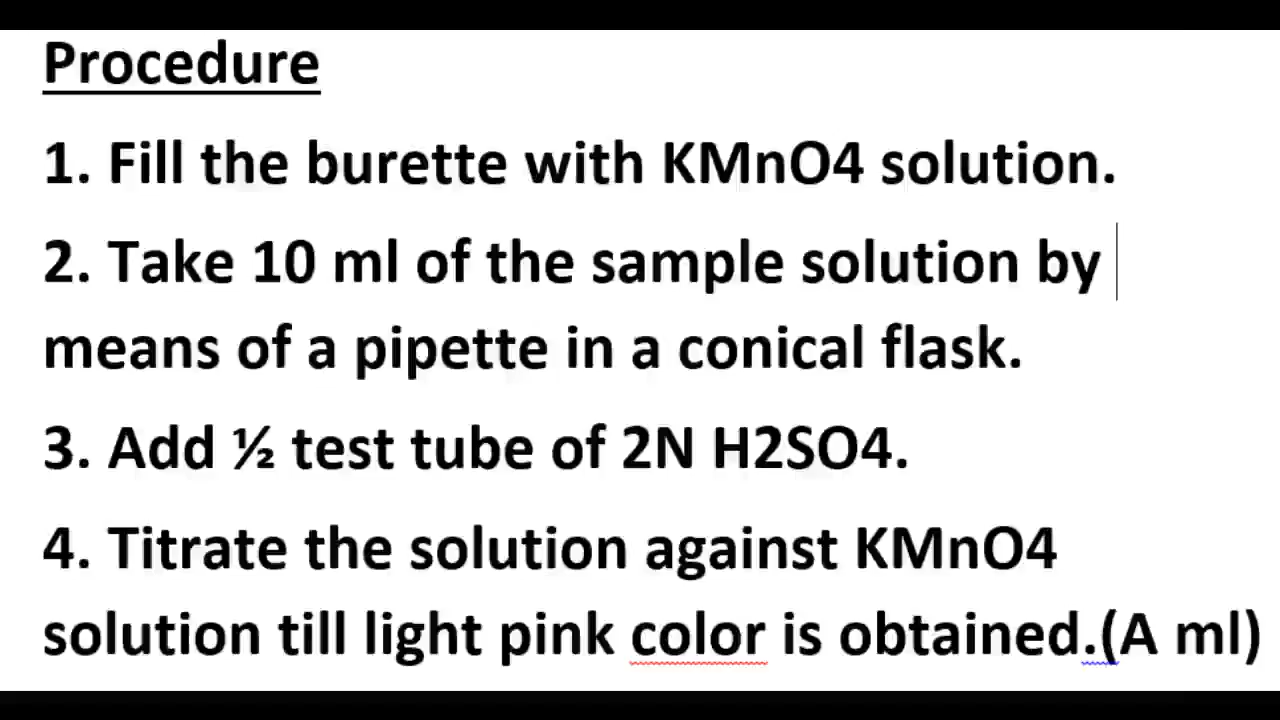 Procedure
1. Fill the burette with KMnO4 solution.
2. Take 10 ml of the sample solution by
means of a pipette in a conical flask.
3. Add ½ test tube of 2N H2SO4.
4. Titrate the solution against KMnO4
solution till light pink color is obtained.(A ml)